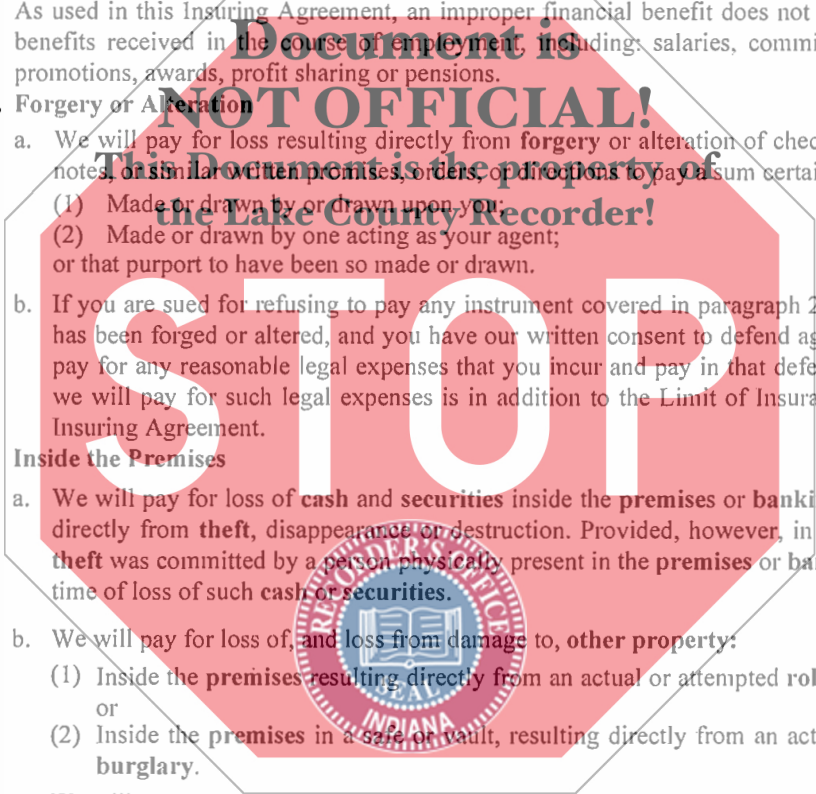 As used in this Insuring Agreement, an improper financial benefit does not
benefits received in the course of employment, including: salaries, commi
promotions, awards, profit sharing or pensions.
Forgery or Alteration
a. We will pay for loss resulting directly from forgery or alteration of chec
notes, or similar written promises, orders, or directions to pay a sum certai
(1) Made or drawn by or drawn upon you;
(2) Made or drawn by one acting as your agent;
or that purport to have been so made or drawn.
b. If you are sued for refusing to pay any instrument covered in paragraph 2
has been forged or altered, and you have our written consent to defend ag
pay for any reasonable legal expenses that you incur and pay in that defe
we will pay for such legal expenses is in addition to the Limit of Insura
Insuring Agreement.
Inside the Premises
a. We will pay for loss of cash and securities inside the premises or banki
directly from theft, disappearance or destruction. Provided, however, in
theft was committed by a person physically present in the premises or ba
time of loss of such cash or securities.
b. We will pay for loss of, and loss from damage to, other property:
(1) Inside the premises resulting directly from an actual or attempted rol
or
(2) Inside the premises in a safe or vault, resulting directly from an act
burglary.
Document is
NOT OFFICIAL!
This Document is the property of
the Lake County Recorder!
STOP
RECORDER'S OFFICE
SEAL
INDIANA